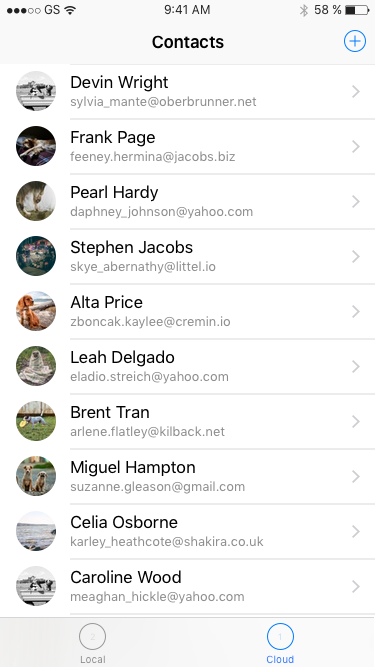 GS 9:41 AM 58 %
Contacts
Devin Wright
sylvia_mante@oberbrunner.net
Frank Page
feeney.hermina@jacobs.biz
Pearl Hardy
daphney_johnson@yahoo.com
Stephen Jacobs
skye_abernathy@littel.io
Alta Price
zboncak.kaylee@cremin.io
Leah Delgado
eladio.streich@yahoo.com
Brent Tran
arlene.flatley@kilback.net
Miguel Hampton
suzanne.gleason@gmail.com
Celia Osborne
karley_heathcote@shakira.co.uk
Caroline Wood
meaghan_hickle@yahoo.com
Local Cloud